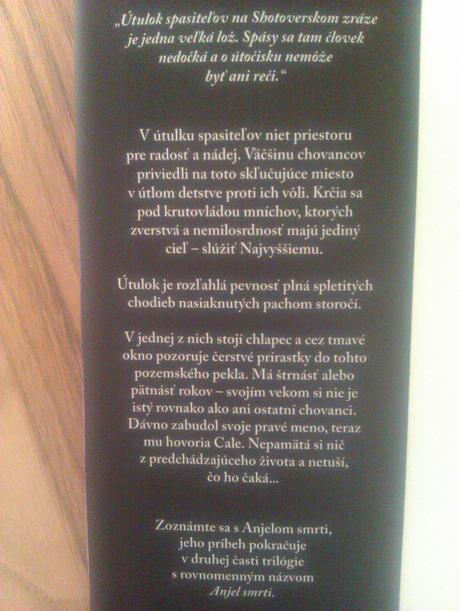 „Útulok spasiteľov na Shotoverskom zráze
je jedna veľká lož. Spásy sa tam človek
nedočká a o útočisku nemôže
byť ani reči.“
V útulku spasiteľov niet priestoru
pre radosť a nádej. Väčšinu chovancov
priviedli na toto skľučujúce miesto
v útlom detstve proti ich vôli. Krčia sa
pod krutovládou mníchov, ktorých
zverstvá a nemilosrdnosť majú jediný
cieľ – slúžiť Najvyššiemu.
Útulok je rozľahlá pevnosť plná spletitých
chodieb nasiaknutých pachom storočí.
V jednej z nich stojí chlapec a cez tmavé
okno pozoruje čerstvé prírastky do tohto
pozemského pekla. Má štrnásť alebo
pätnásť rokov – svojím vekom si nie je
istý rovnako ako ani ostatní chovanci.
Dávno zabudol svoje pravé meno, teraz
mu hovoria Cale. Nepamätá si nič
z predchádzajúceho života a netuší,
čo ho čaká...
Zoznámte sa s Anjelom smrti,
jeho príbeh pokračuje
v druhej časti trilógie
s rovnomenným názvom
Anjel smrti.